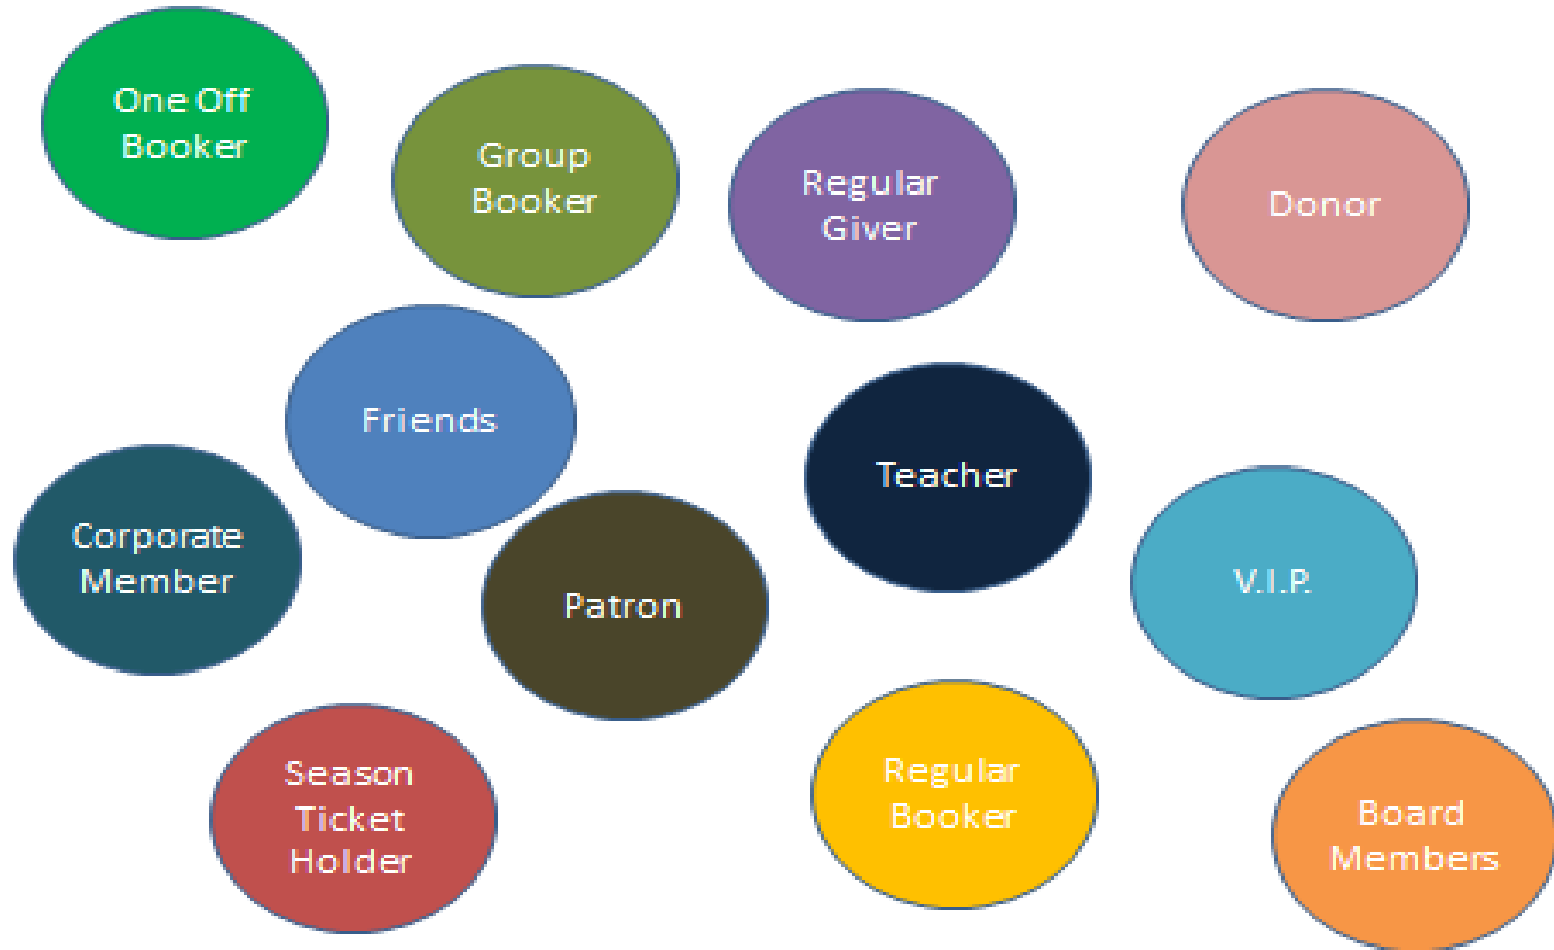 One Off
Booker
Group
Booker
Regular
Giver
Donor
Friends
Teacher
Corporate
Member
Patron
V.I.P.
Season
Ticket
Holder
Regular
Booker
Board
Members